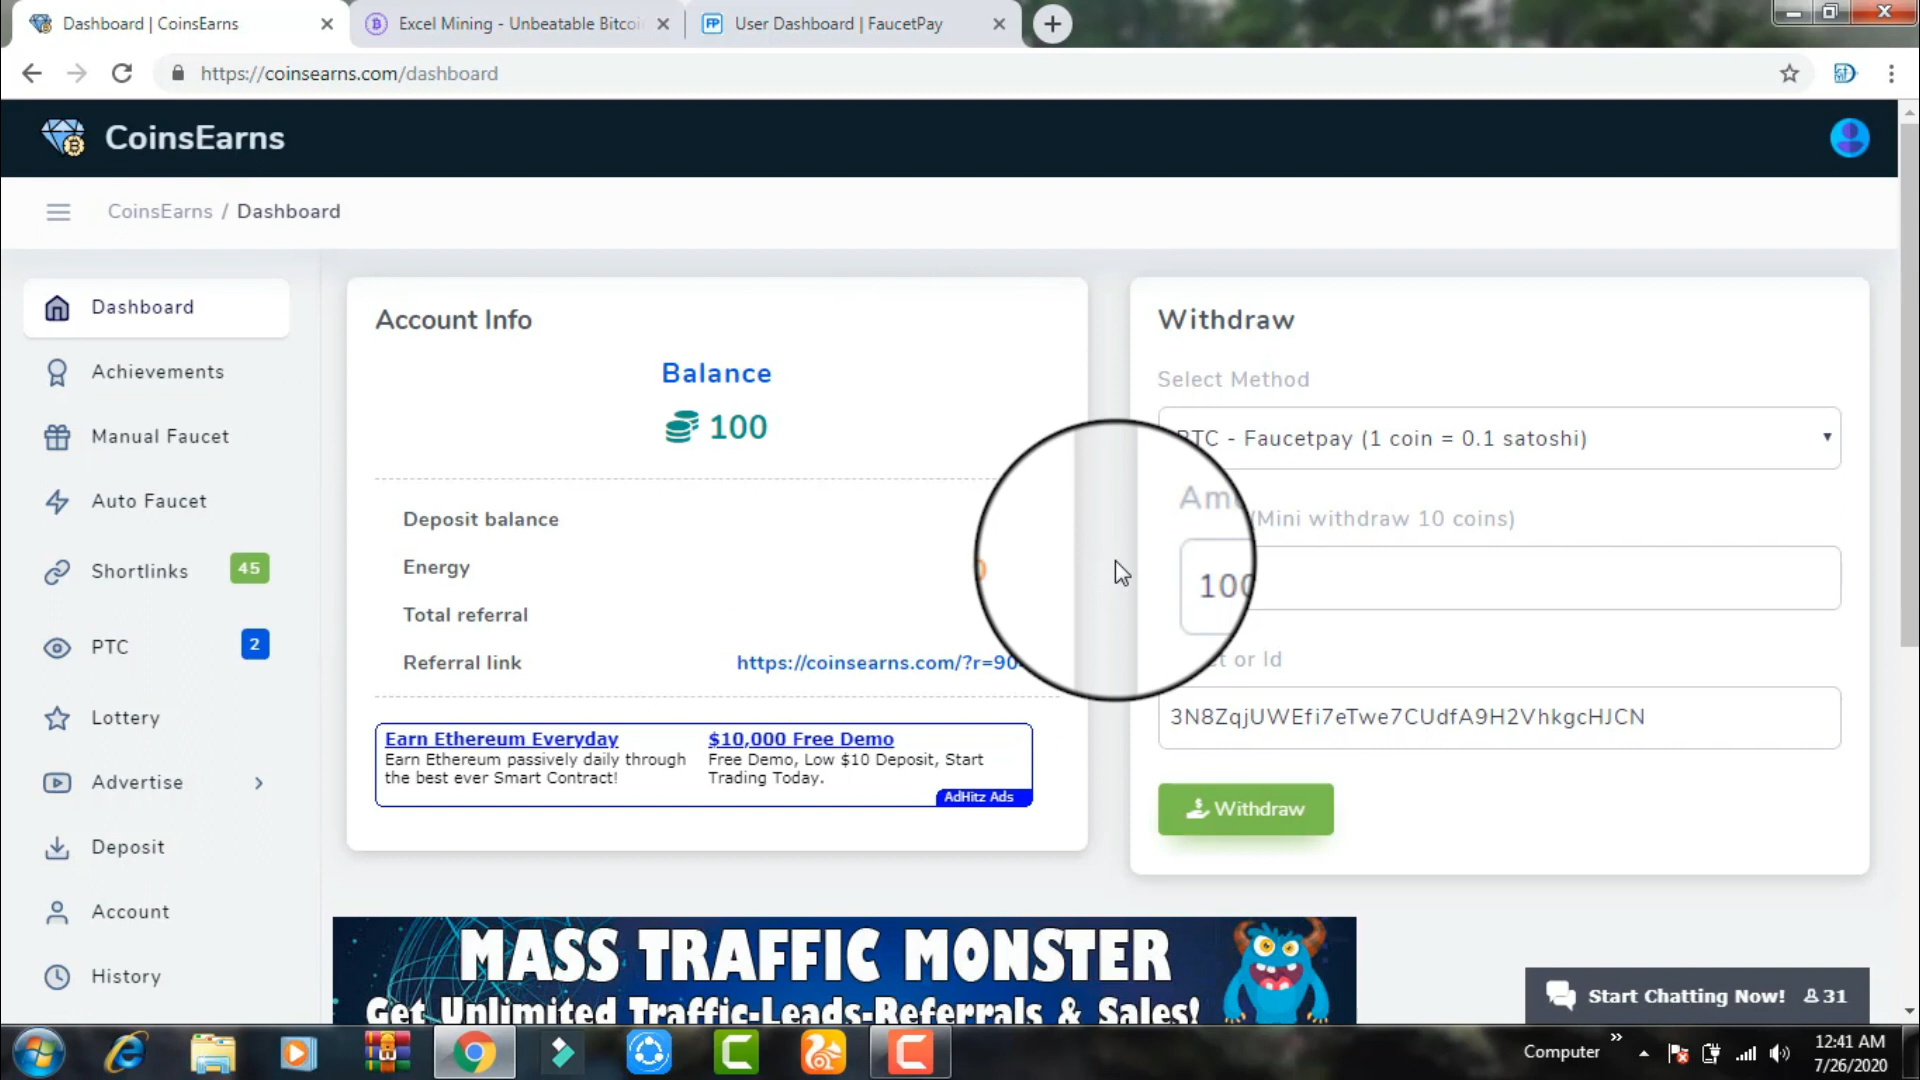 Dashboard | CoinsEarns
Excel Mining - Unbeatable Bitcoi
User Dashboard | FaucetPay
https://coinsearns.com/dashboard
CoinsEarns
CoinsEarns / Dashboard
Dashboard
Achievements
Manual Faucet
Auto Faucet
Shortlinks 45
PTC 2
Lottery
Advertise
Deposit
Account
History
Account Info
Balance
100
Deposit balance
Energy
Total referral
Referral link https://coinsearns.com/?r=90
Earn Ethereum Everyday
Earn Ethereum passively daily through
the best ever Smart Contract!
$10,000 Free Demo
Free Demo, Low $10 Deposit, Start
Trading Today.
AdHitz Ads
Withdraw
Select Method
- Faucetpay (1 coin = 0.1 satoshi)
(Mini withdraw 10 coins)
100
or Id
3N8ZqjUWEfi7eTwe7CUdfA9H2VhkgcHJCN
Withdraw
MASS TRAFFIC MONSTER
Get Unlimited Traffic-Leads-Referrals & Sales!
Start Chatting Now! 31
Computer
12:41 AM
7/26/2020